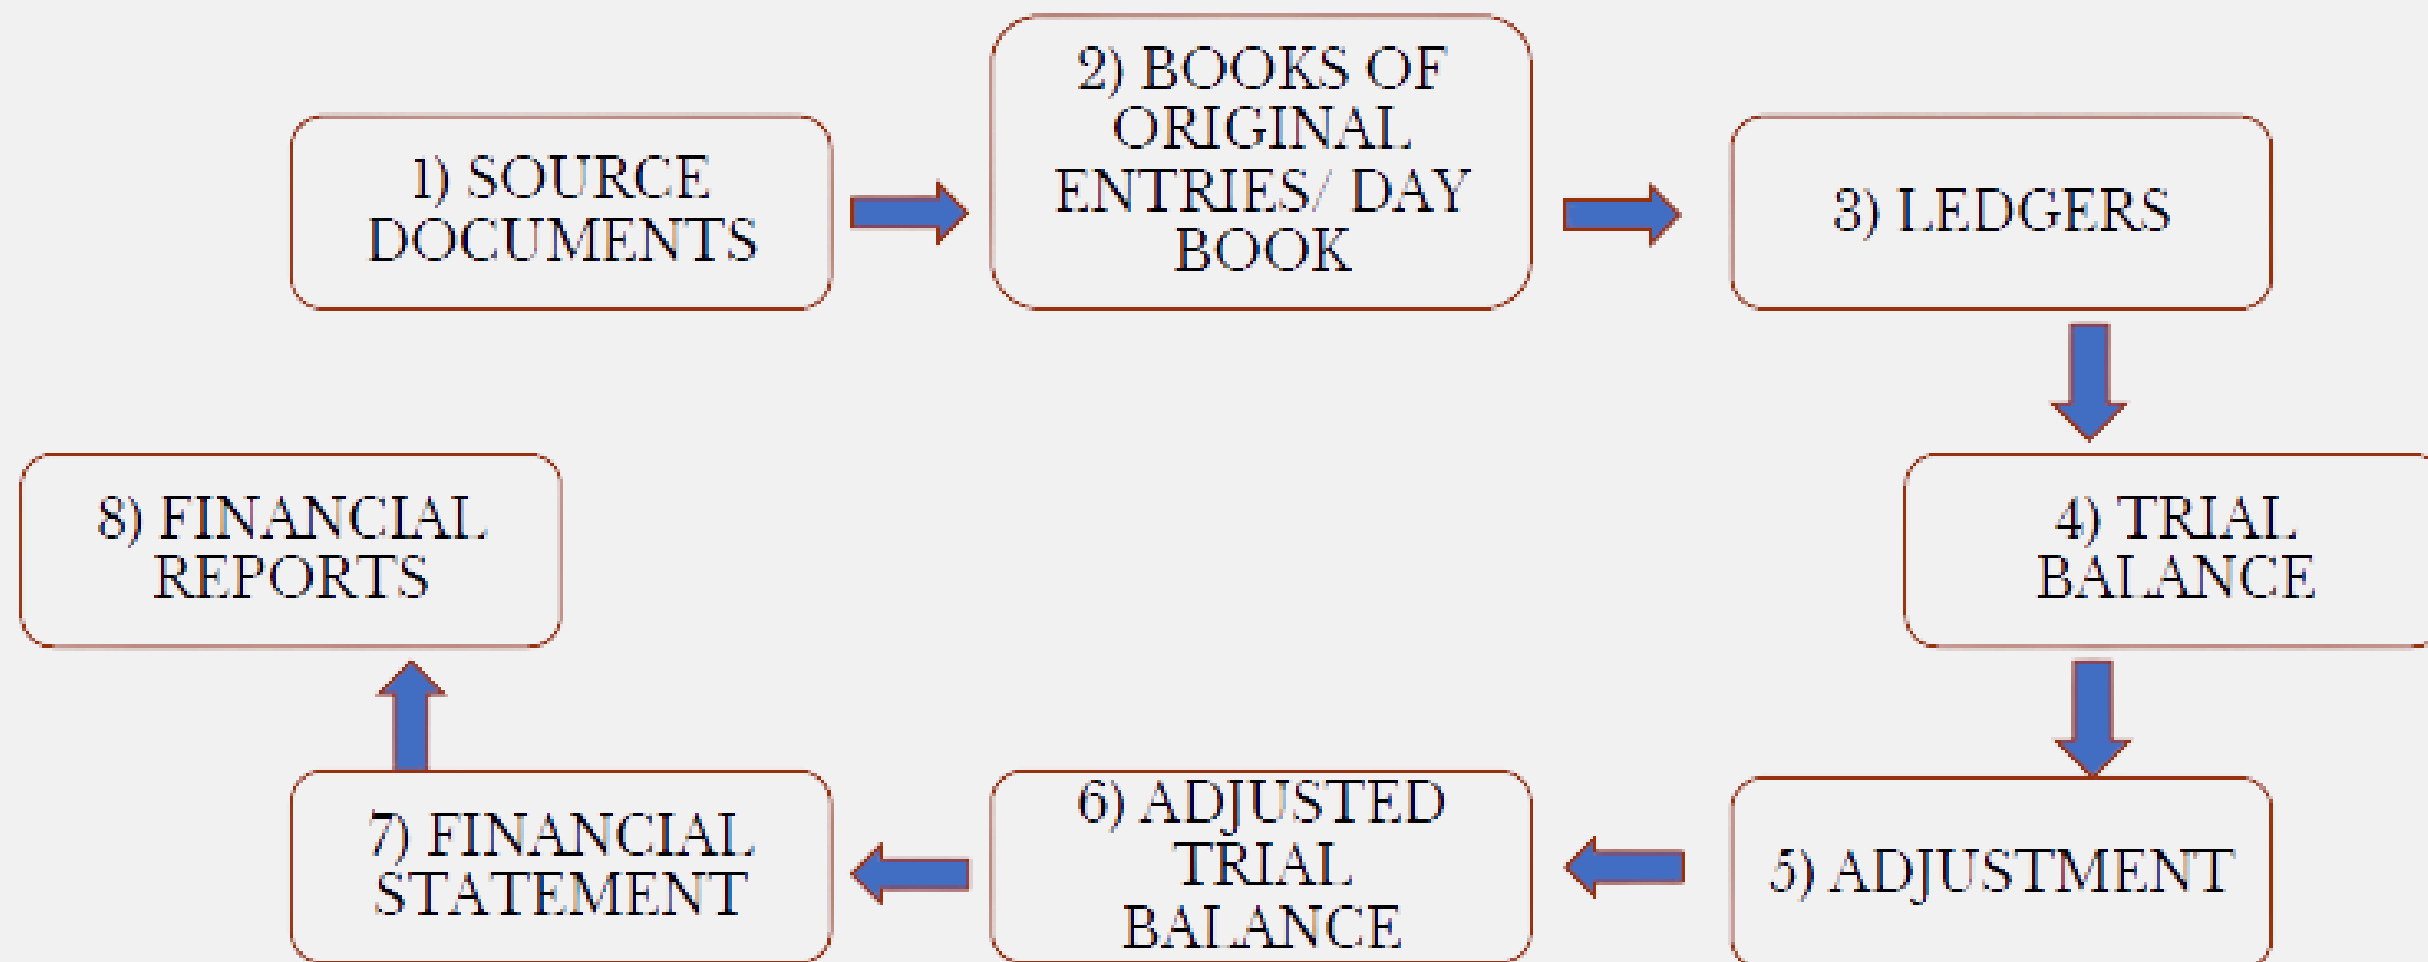 1) SOURCE
DOCUMENTS
2) BOOKS OF
ORIGINAL
ENTRIES/ DAY
BOOK
3) LEDGERS
4) TRIAL
BALANCE
5) ADJUSTMENT
6) ADJUSTED
TRIAL
BALANCE
7) FINANCIAL
STATEMENT
8) FINANCIAL
REPORTS